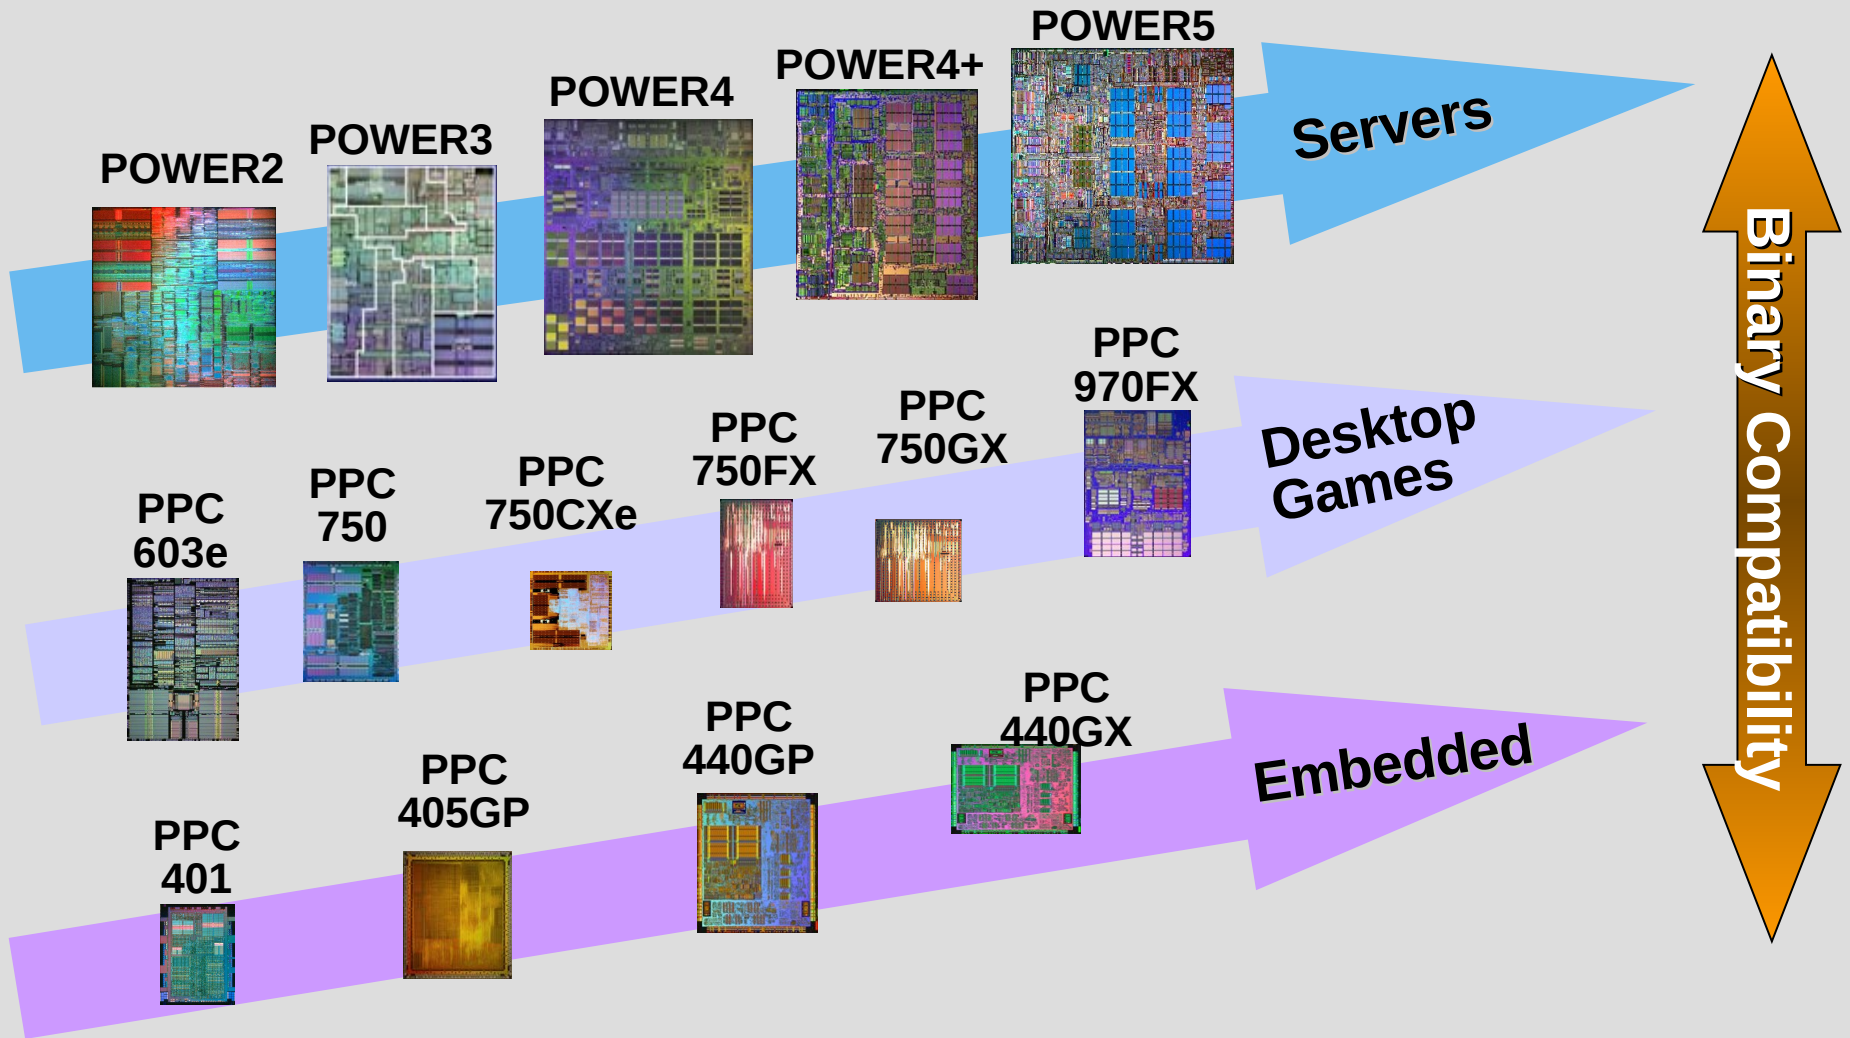 POWER2
POWER3
POWER4
POWER4+
POWER5
Servers
PPC
603e
PPC
750
PPC
750CXe
PPC
750FX
PPC
750GX
PPC
970FX
Desktop
Games
PPC
401
PPC
405GP
PPC
440GP
PPC
440GX
Embedded
Binary Compatibility